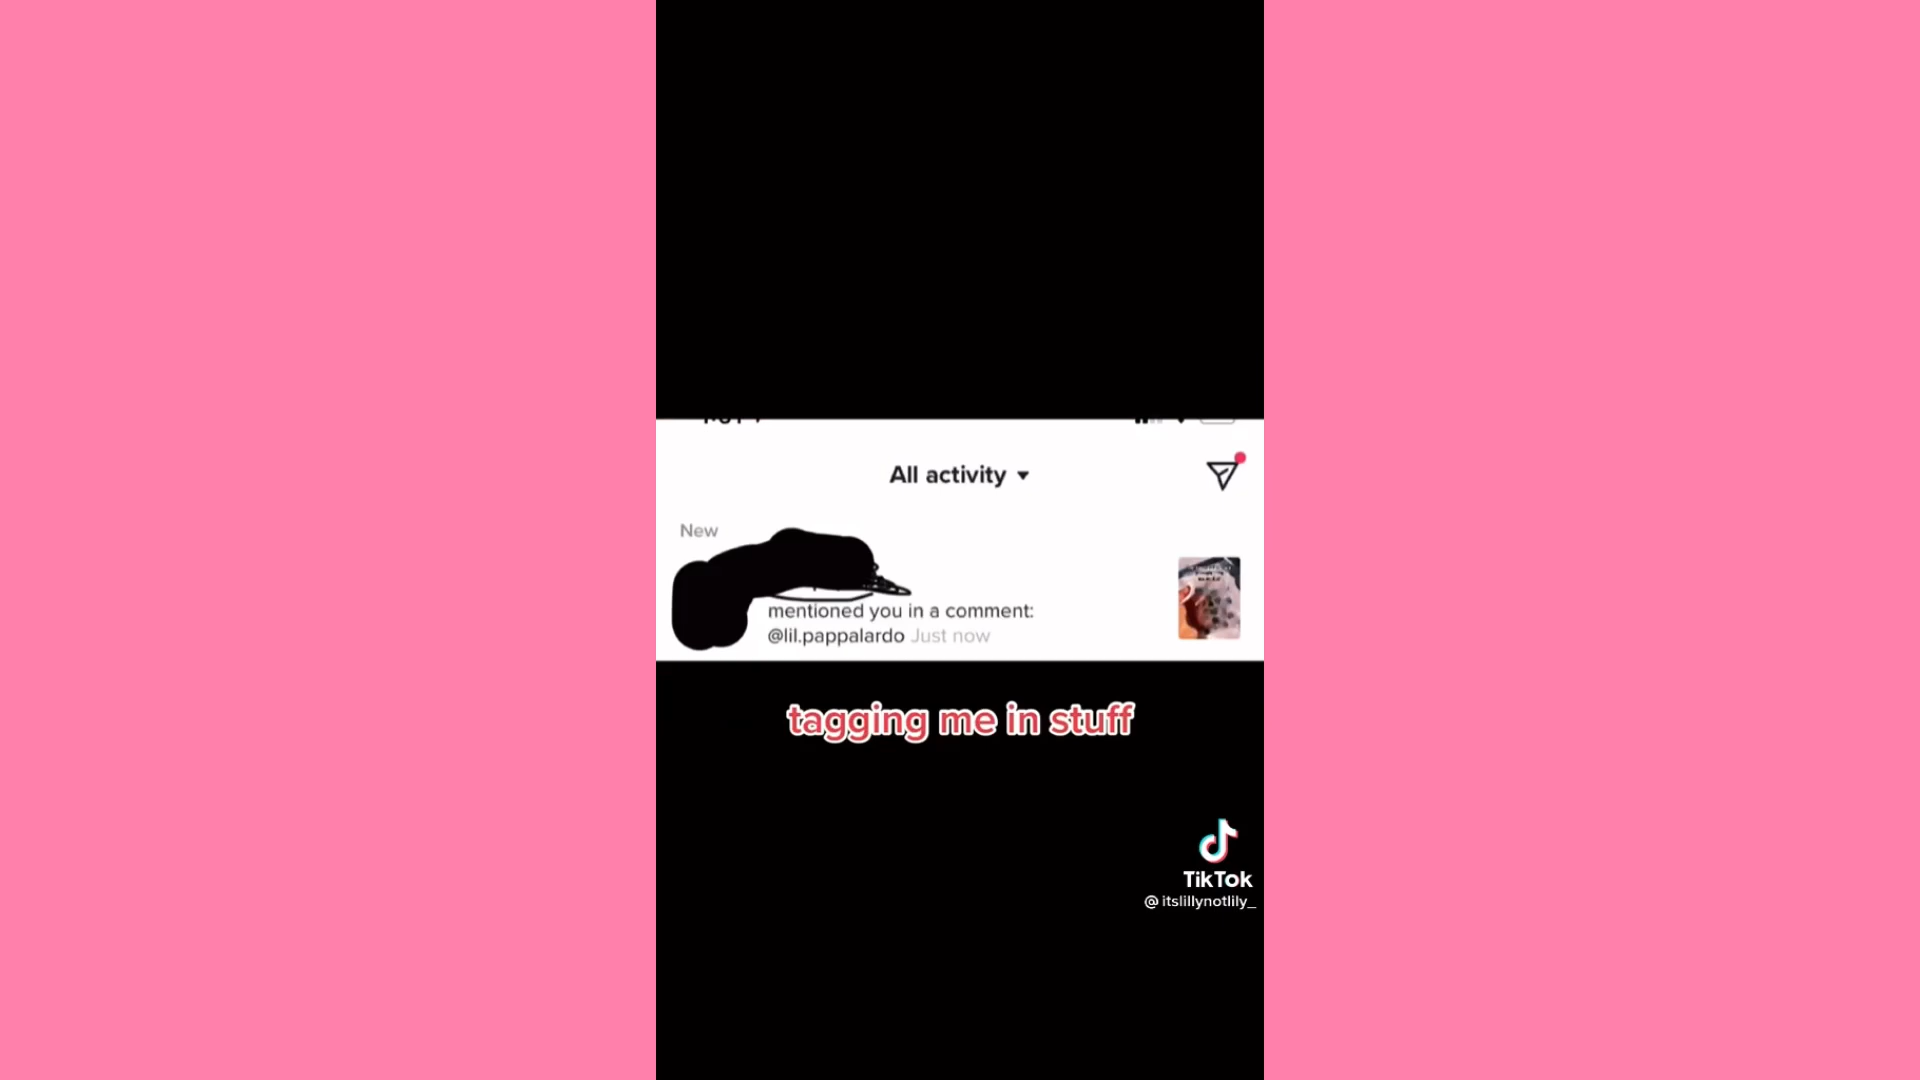 All activity
New
mentioned you in a comment:
@lil.pappalardo Just now
tagging me in stuff
TikTok
@itslillynotlily_